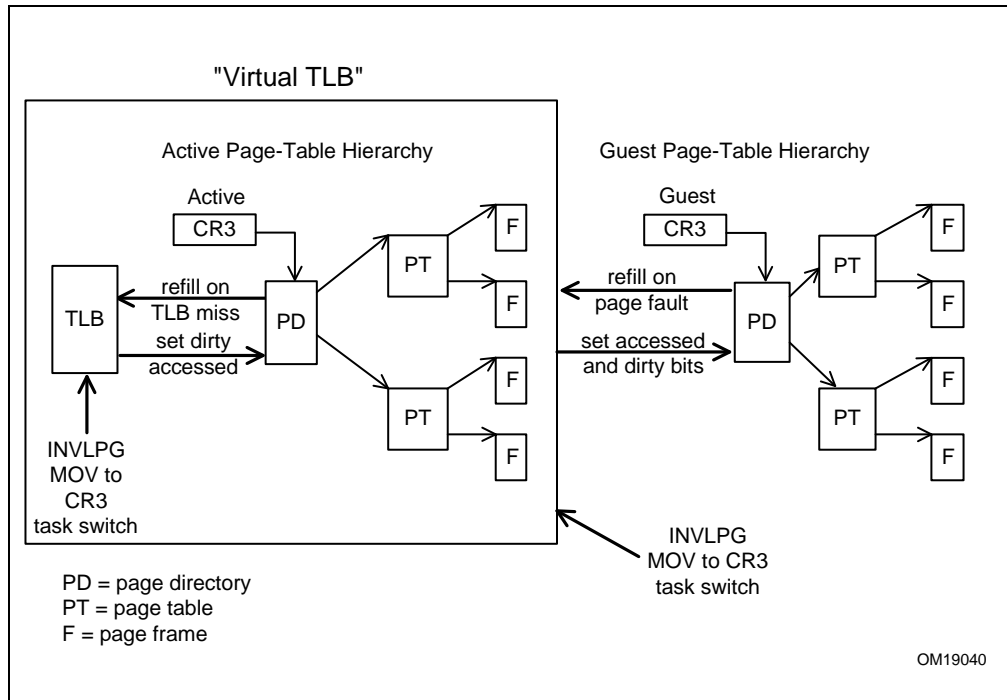 "Virtual TLB"
Active Page-Table Hierarchy
Guest Page-Table Hierarchy
Active
CR3
Guest
CR3
F
F
PT
PT
F
F
TLB
refill on
TLB miss
set dirty
accessed
PD
refill on
page fault
set accessed
and dirty bits
PD
F
F
PT
PT
F
F
INVLPG
MOV to
CR3
task switch
INVLPG
MOV to CR3
task switch
PD = page directory
PT = page table
F = page frame
OM19040